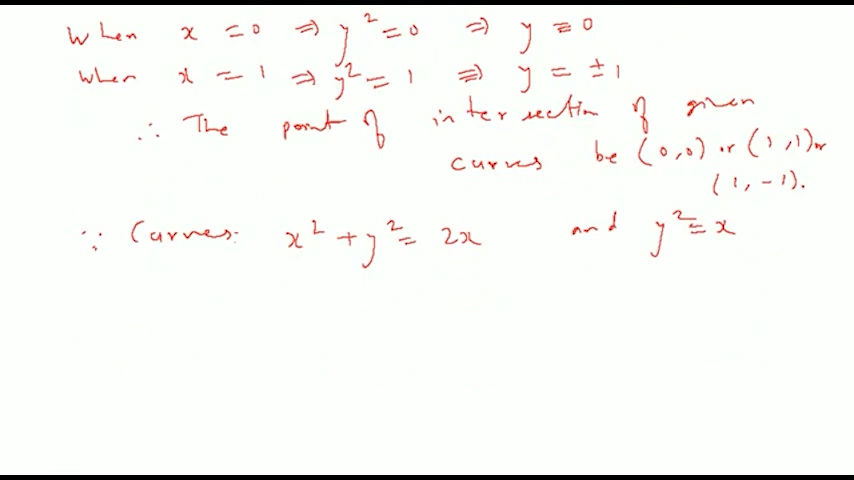 When x = 0 ⇒ y² = 0 ⇒ y = 0
When x = 1 ⇒ y² = 1 ⇒ y = ±1
∴ The point of intersection of given
curves be (0,0) or (1,1) or
(1,-1).
∵ Curves: x² + y² = 2x and y² = x